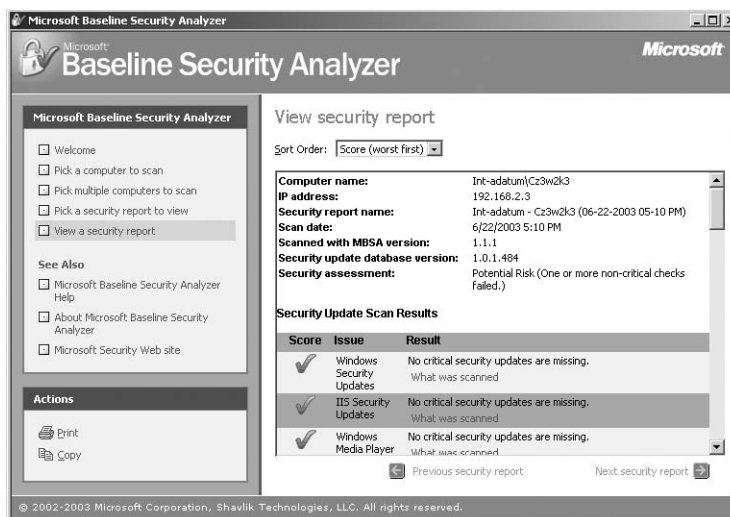 Microsoft Baseline Security Analyzer
Microsoft
Baseline Security Analyzer
Microsoft
Microsoft Baseline Security Analyzer
Welcome
Pick a computer to scan
Pick multiple computers to scan
Pick a security report to view
View a security report
See Also
Microsoft Baseline Security Analyzer
Help
About Microsoft Baseline Security
Analyzer
Microsoft Security Web site
Actions
Print
Copy
View security report
Sort Order: Score (worst first)
Computer name: Int-adatum\Cz3w2k3
IP address: 192.168.2.3
Security report name: Int-adatum - Cz3w2k3 (06-22-2003 05-10 PM)
Scan date: 6/22/2003 5:10 PM
Scanned with MBSA version: 1.1.1
Security update database version: 1.0.1.484
Security assessment: Potential Risk (One or more non-critical checks
failed.)
Security Update Scan Results
Score Issue Result
Windows Security Updates No critical security updates are missing.
What was scanned
IIS Security Updates No critical security updates are missing.
What was scanned
Windows Media Player No critical security updates are missing.
What was scanned
Previous security report Next security report
© 2002-2003 Microsoft Corporation, Shavlik Technologies, LLC. All rights reserved.